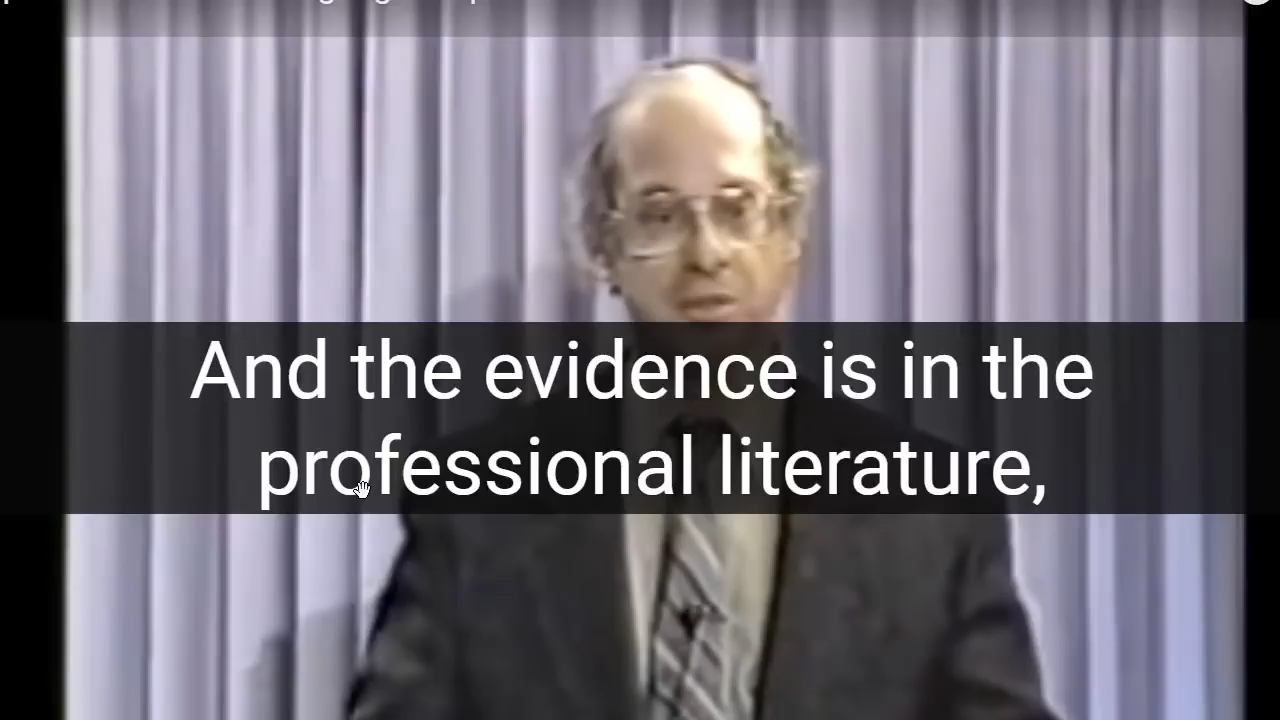 And the evidence is in the
professional literature,